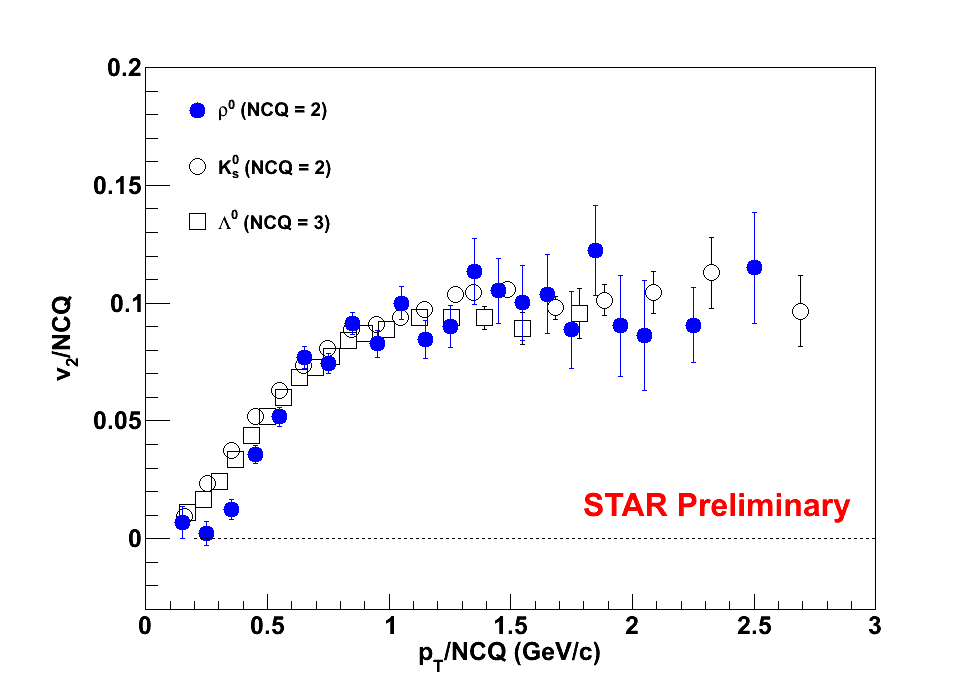 0.2
ρ⁰ (NCQ = 2)
K⁰ₛ (NCQ = 2)
0.15
Λ⁰ (NCQ = 3)
0.1
v₂/NCQ
0.05
STAR Preliminary
0
0 0.5 1 1.5 2 2.5 3
p_T/NCQ (GeV/c)